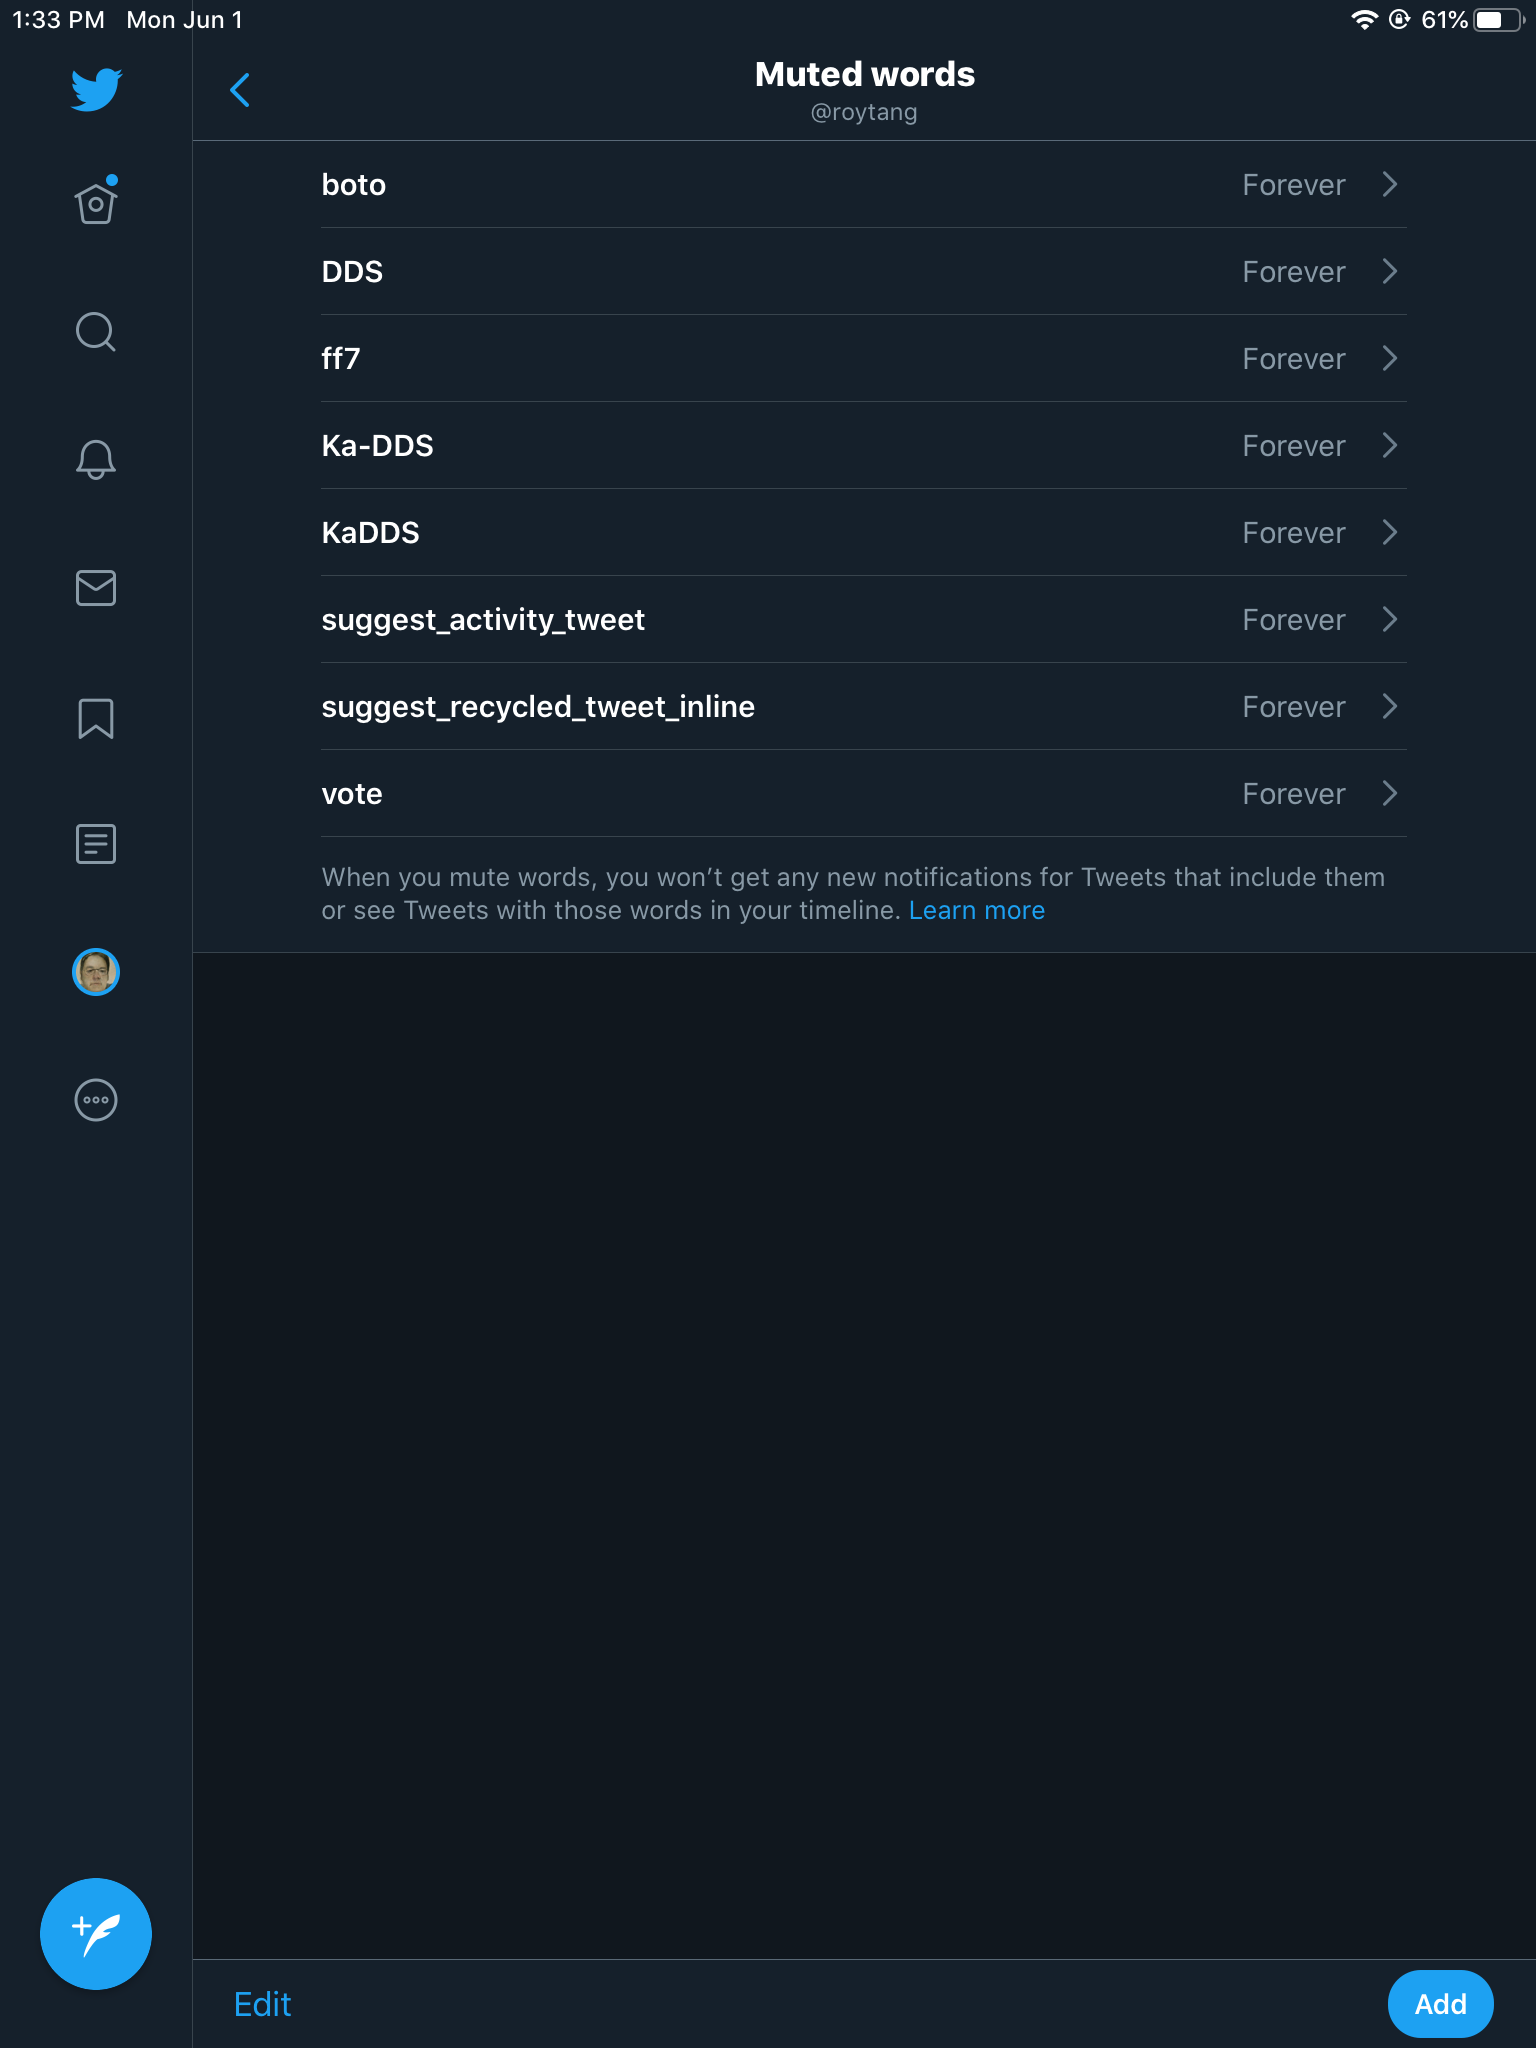 1:33 PM Mon Jun 1 61%
Muted words
@roytang
boto Forever
DDS Forever
ff7 Forever
Ka-DDS Forever
KaDDS Forever
suggest_activity_tweet Forever
suggest_recycled_tweet_inline Forever
vote Forever
When you mute words, you won’t get any new notifications for Tweets that include them
or see Tweets with those words in your timeline. Learn more
Edit Add